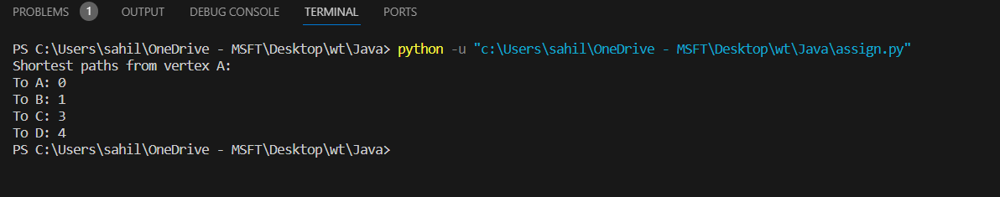 PROBLEMS 1 OUTPUT DEBUG CONSOLE TERMINAL PORTS
PS C:\Users\sahil\OneDrive - MSFT\Desktop\wt\Java> python -u "c:\Users\sahil\OneDrive - MSFT\Desktop\wt\Java\assign.py"
Shortest paths from vertex A:
To A: 0
To B: 1
To C: 3
To D: 4
PS C:\Users\sahil\OneDrive - MSFT\Desktop\wt\Java>